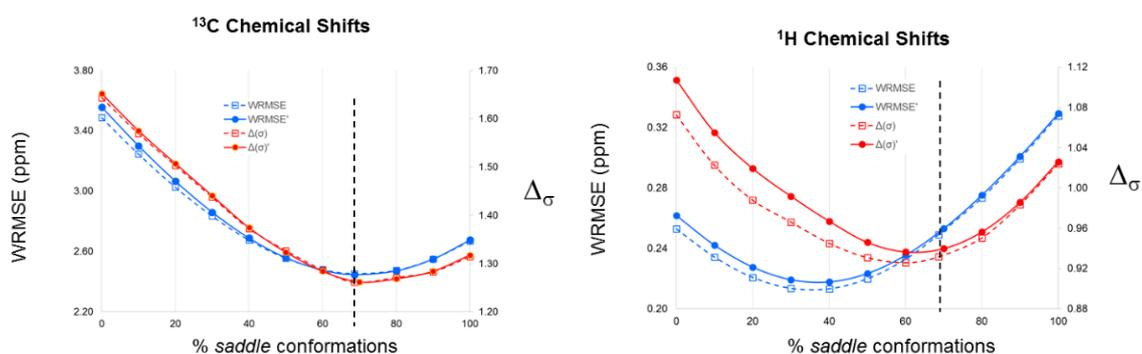 ¹³C Chemical Shifts
3.80
3.40
3.00
2.60
2.20
WRMSE (ppm)
1.70
1.60
1.50
1.40
1.30
1.20
Δσ
WRMSE
WRMSE'
Δ(σ)
Δ(σ)'
0 20 40 60 80 100
% saddle conformations
¹H Chemical Shifts
0.36
0.32
0.28
0.24
0.20
WRMSE (ppm)
1.12
1.08
1.04
1.00
0.96
0.92
0.88
Δσ
WRMSE
WRMSE'
Δ(σ)
Δ(σ)'
0 20 40 60 80 100
% saddle conformations